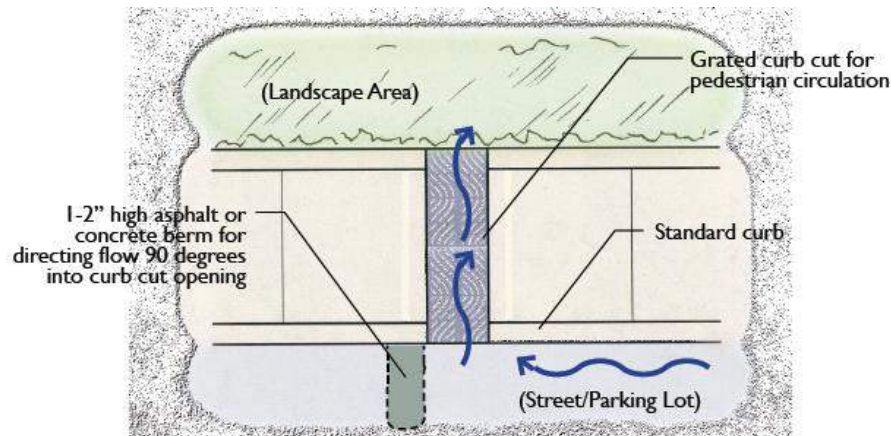 Grated curb cut for
pedestrian circulation
(Landscape Area)
1-2” high asphalt or
concrete berm for
directing flow 90 degrees
into curb cut opening
Standard curb
(Street/Parking Lot)